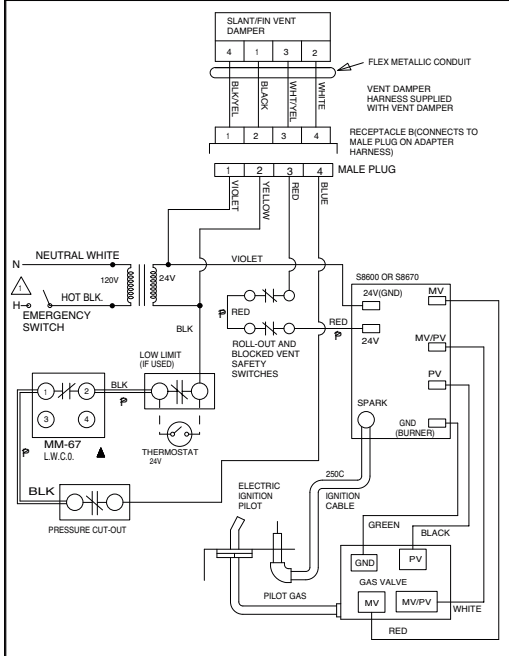 SLANT/FIN VENT
DAMPER
4 1 3 2
FLEX METALLIC CONDUIT
BLK/YEL
BLACK
WHT/YEL
WHITE
VENT DAMPER
HARNESS SUPPLIED
WITH VENT DAMPER
1 2 3 4
RECEPTACLE B(CONNECTS TO
MALE PLUG ON ADAPTER
HARNESS)
1 2 3 4
MALE PLUG
VIOLET
YELLOW
RED
BLUE
NEUTRAL WHITE
N
120V
24V
VIOLET
S8600 OR S8670
24V(GND)
MV
1
H
HOT BLK.
EMERGENCY
SWITCH
RED
RED
24V
MV/PV
BLK
ROLL-OUT AND
BLOCKED VENT
SAFETY
SWITCHES
PV
LOW LIMIT
(IF USED)
BLK
1 2
3 4
MM-67
L.W.C.O.
THERMOSTAT
24V
SPARK
GND
(BURNER)
BLK
PRESSURE CUT-OUT
ELECTRIC
IGNITION
PILOT
250C
IGNITION
CABLE
GREEN
BLACK
PILOT GAS
GND
PV
GAS VALVE
MV
MV/PV
WHITE
RED